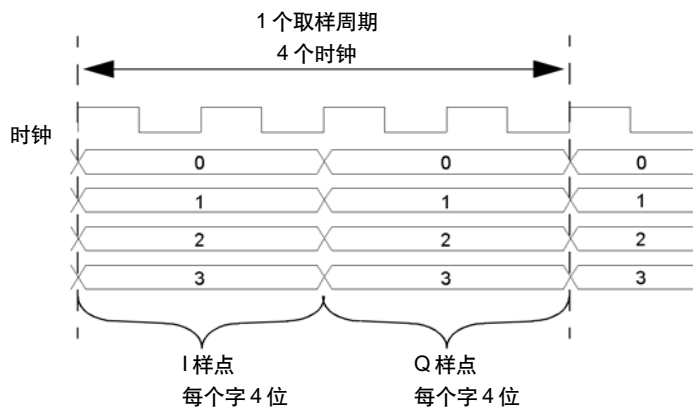 1 个取样周期
4 个时钟
时钟
0 0 0
1 1 1
2 2 2
3 3 3
I 样点 Q 样点
每个字 4 位 每个字 4 位